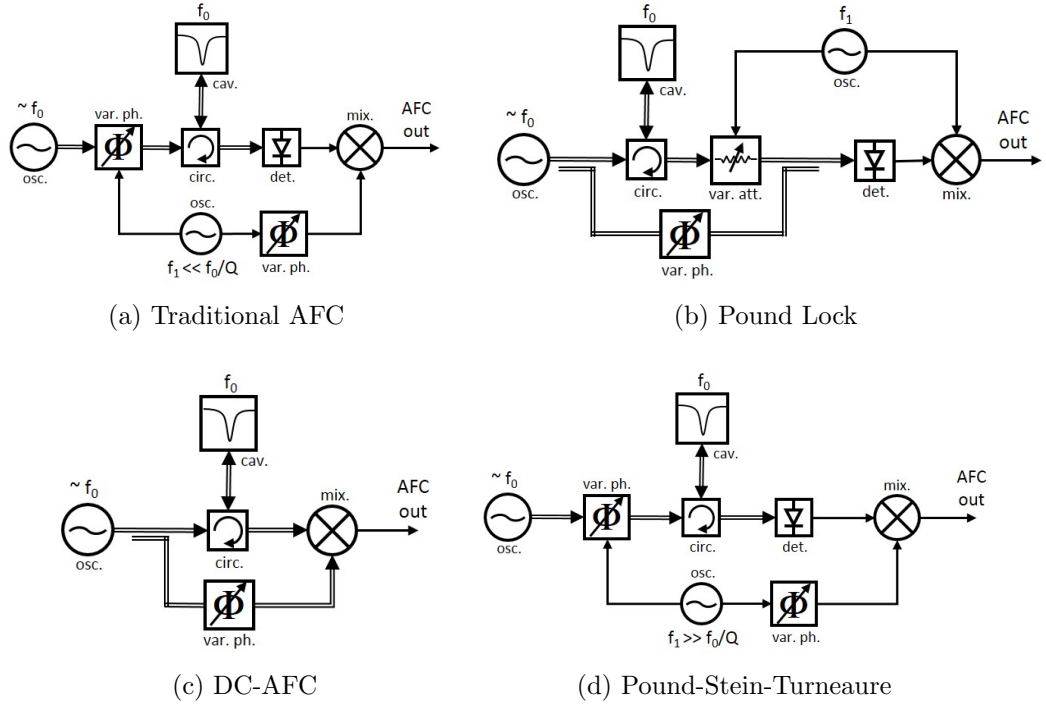 f₀
cav.
~ f₀
osc.
var. ph.
Φ
circ.
det.
mix.
AFC
out
osc.
f₁ << f₀/Q
Φ
var. ph.
(a) Traditional AFC
f₀
cav.
f₁
osc.
~ f₀
osc.
circ.
var. att.
det.
mix.
AFC
out
Φ
var. ph.
(b) Pound Lock
f₀
cav.
~ f₀
osc.
circ.
mix.
AFC
out
Φ
var. ph.
(c) DC-AFC
f₀
cav.
~ f₀
osc.
var. ph.
Φ
circ.
det.
mix.
AFC
out
osc.
f₁ >> f₀/Q
Φ
var. ph.
(d) Pound-Stein-Turneaure